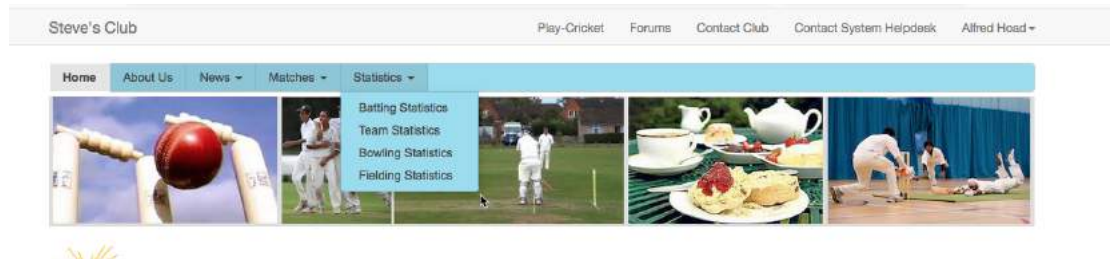 Steve's Club Play-Cricket Forums Contact Club Contact System Helpdesk Alfred Hoad
Home About Us News Matches Statistics
Batting Statistics
Team Statistics
Bowling Statistics
Fielding Statistics